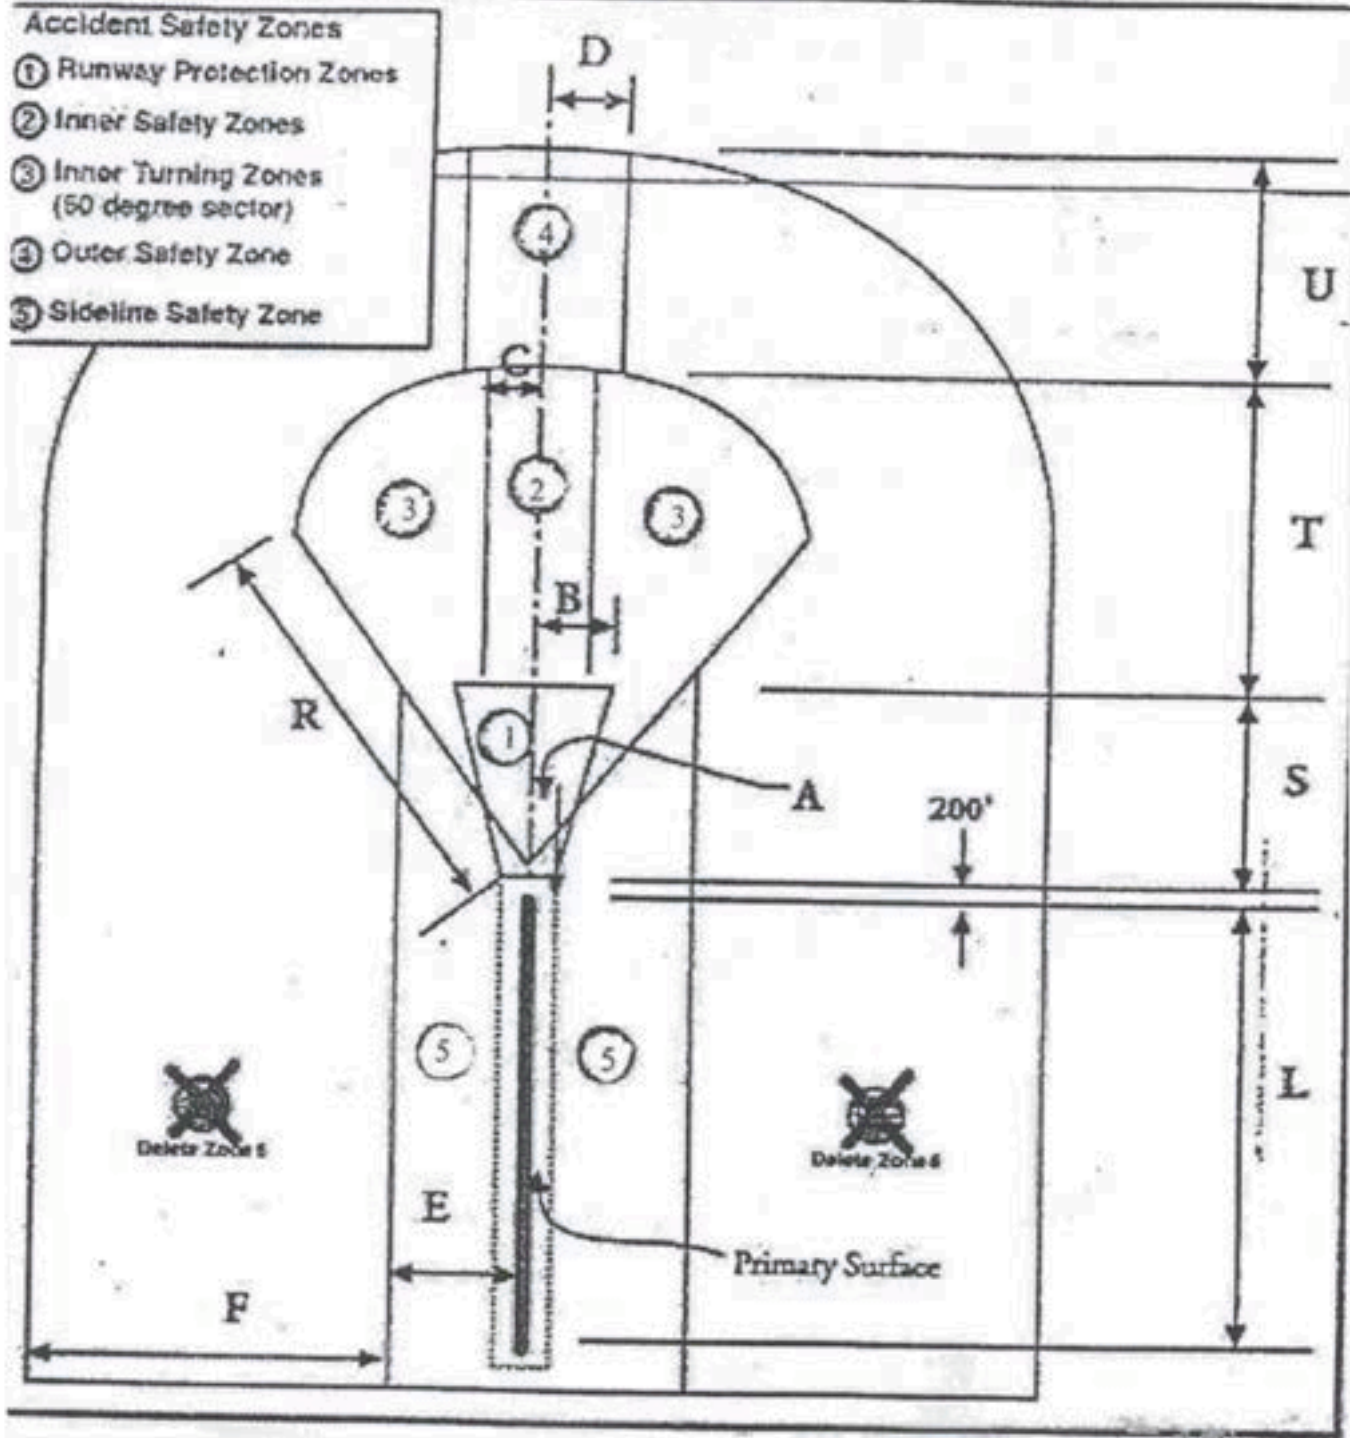 Accident Safety Zones
① Runway Protection Zones
② Inner Safety Zones
③ Inner Turning Zones
(60 degree sector)
④ Outer Safety Zone
⑤ Sideline Safety Zone
D
4
U
C
3
2
3
T
B
R
1
A
S
200'
5
5
L
Delete Zone 6
Delete Zone 6
E
Primary Surface
F